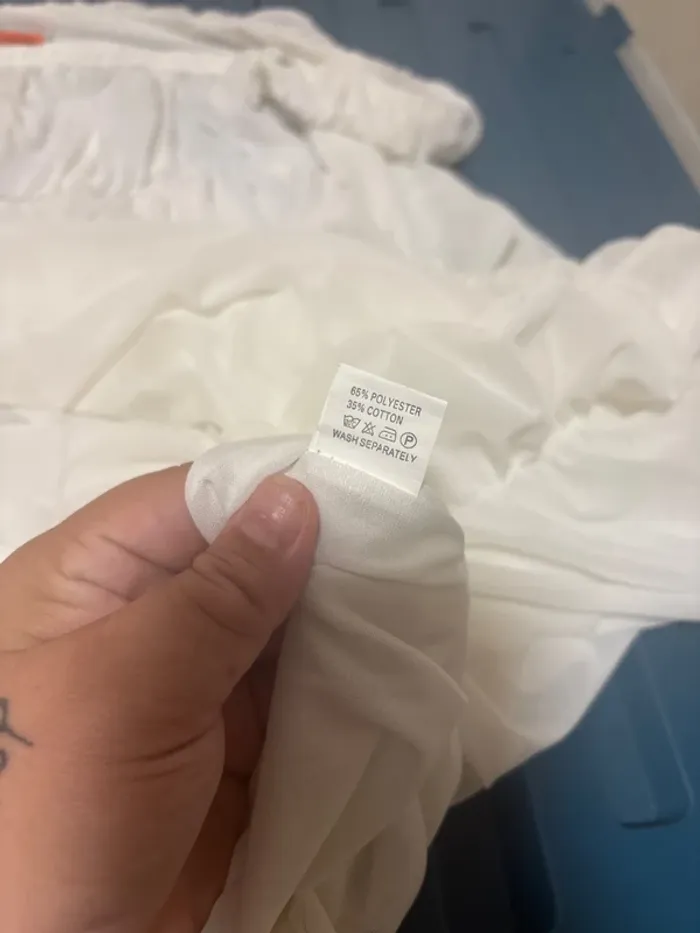 65% POLYESTER
35% COTTON
P
WASH SEPARATELY